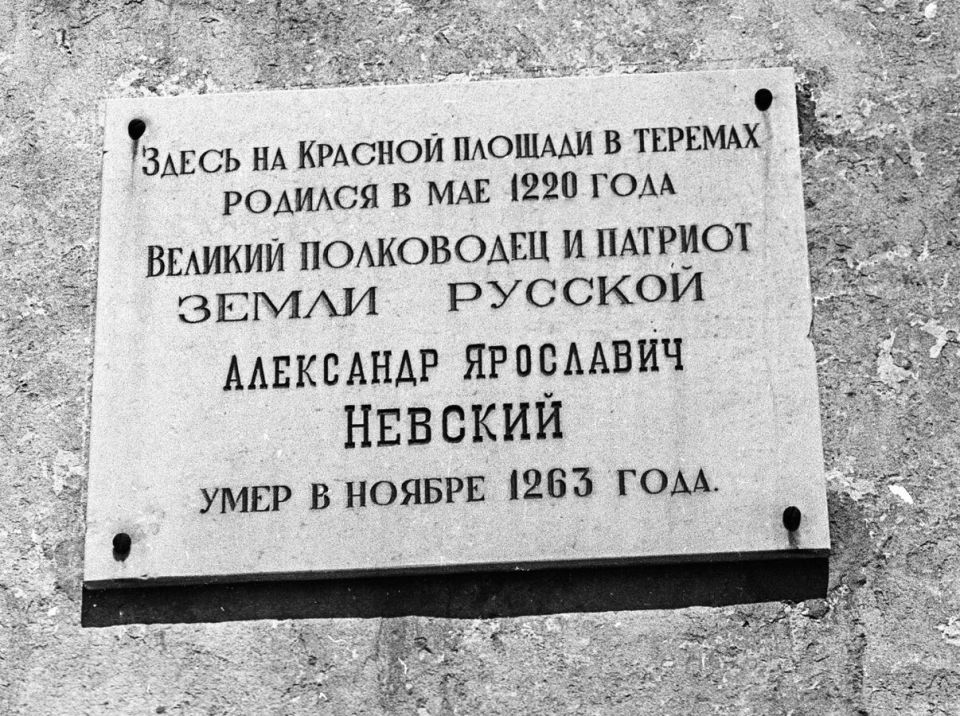 Здесь на Красной площади в теремах
родился в мае 1220 года
Великий полководец и патриот
земли русской
Александр Ярославич
Невский
умер в ноябре 1263 года.